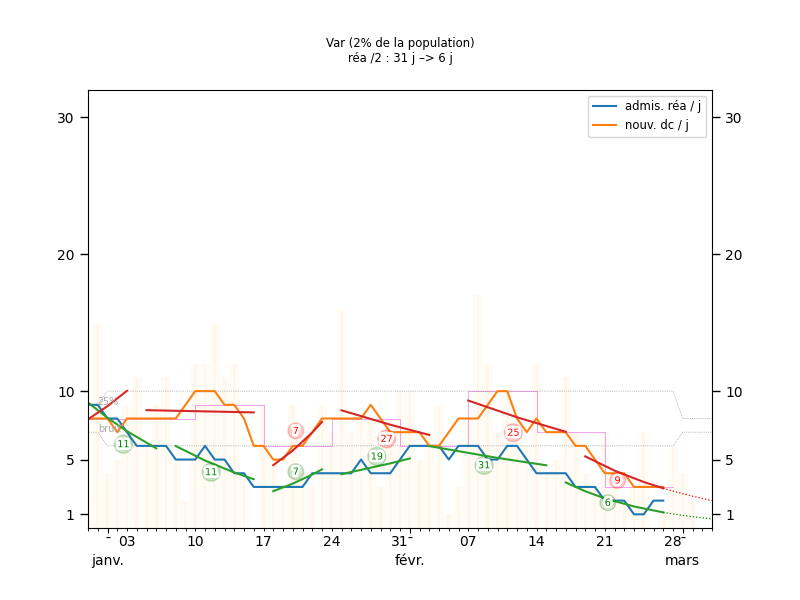 Var (2% de la population)
réa /2 : 31 j –> 6 j
admis. réa / j
nouv. dc / j
30 30
20 20
10 10
25%
bru
7
27
25
11
19
31
11
7
9
6
5 5
1 1
03 10 17 24 31 07 14 21 28
janv. févr. mars